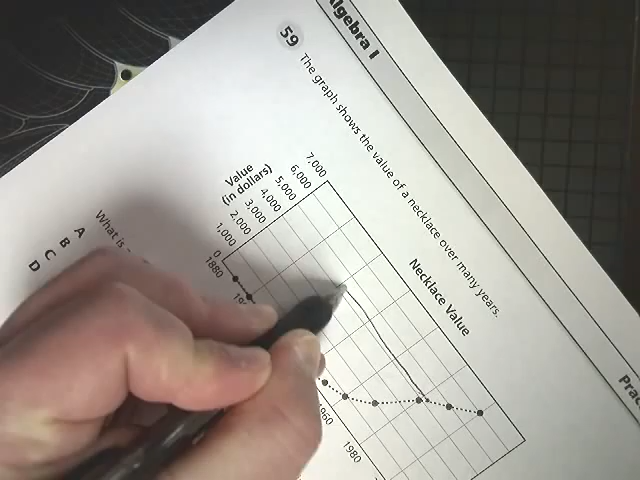 Algebra I
59
The graph shows the value of a necklace over many years.
Necklace Value
Value
(in dollars)
7,000
6,000
5,000
4,000
3,000
2,000
1,000
0
1880
1960
1980
What is
A
B
C
D